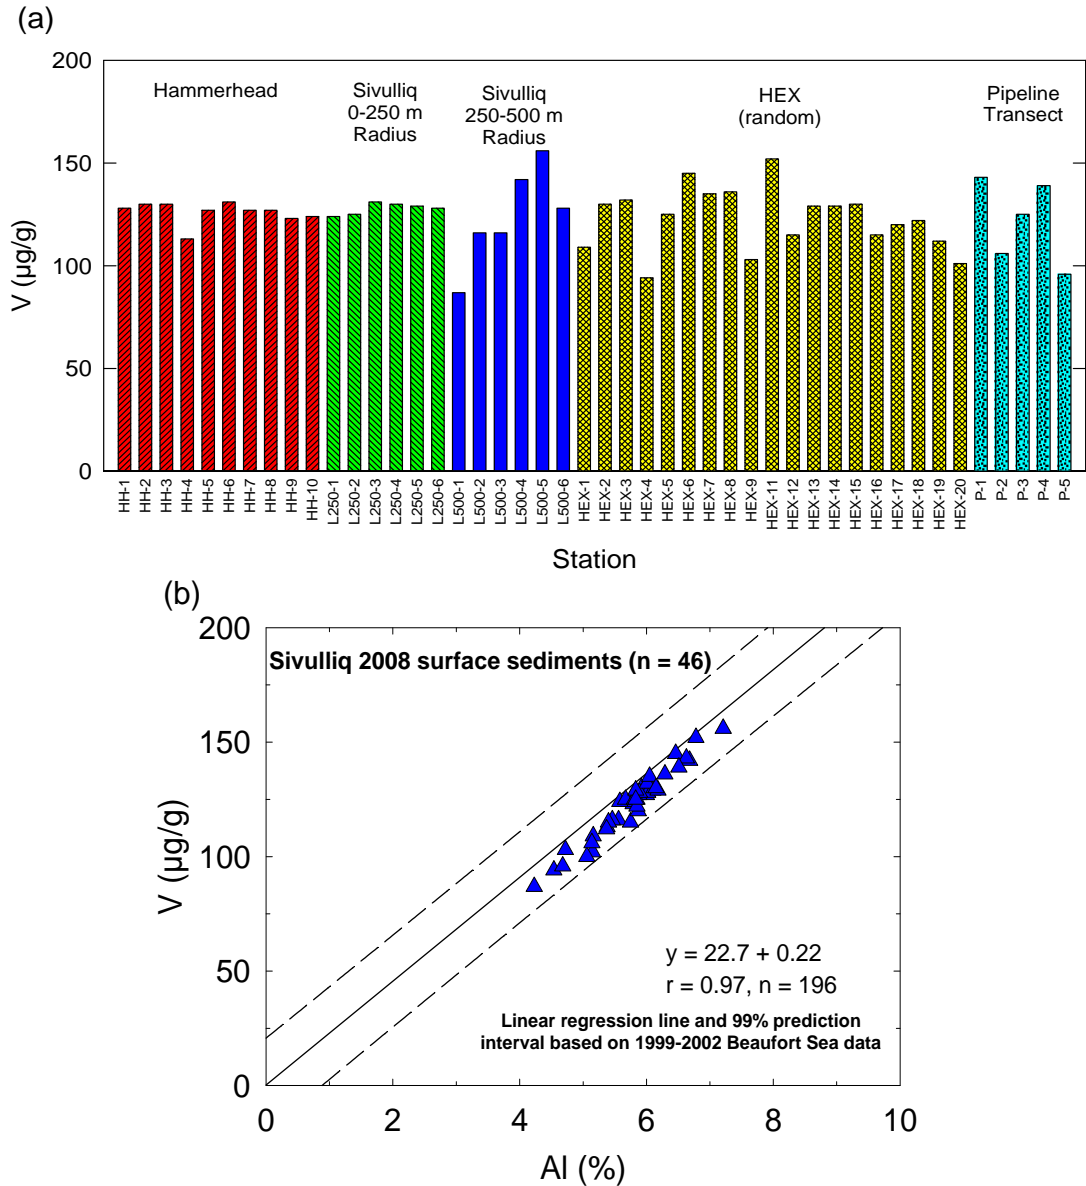 (a)
200
150
100
50
0
V (µg/g)
Hammerhead
Sivulliq
0-250 m
Radius
Sivulliq
250-500 m
Radius
HEX
(random)
Pipeline
Transect
HH-1
HH-2
HH-3
HH-4
HH-5
HH-6
HH-7
HH-8
HH-9
HH-10
L250-1
L250-2
L250-3
L250-4
L250-5
L250-6
L500-1
L500-2
L500-3
L500-4
L500-5
L500-6
HEX-1
HEX-2
HEX-3
HEX-4
HEX-5
HEX-6
HEX-7
HEX-8
HEX-9
HEX-11
HEX-12
HEX-13
HEX-14
HEX-15
HEX-16
HEX-17
HEX-18
HEX-19
HEX-20
P-1
P-2
P-3
P-4
P-5
Station
(b)
200
150
100
50
0
V (µg/g)
Sivulliq 2008 surface sediments (n = 46)
y = 22.7 + 0.22
r = 0.97, n = 196
Linear regression line and 99% prediction
interval based on 1999-2002 Beaufort Sea data
0 2 4 6 8 10
Al (%)